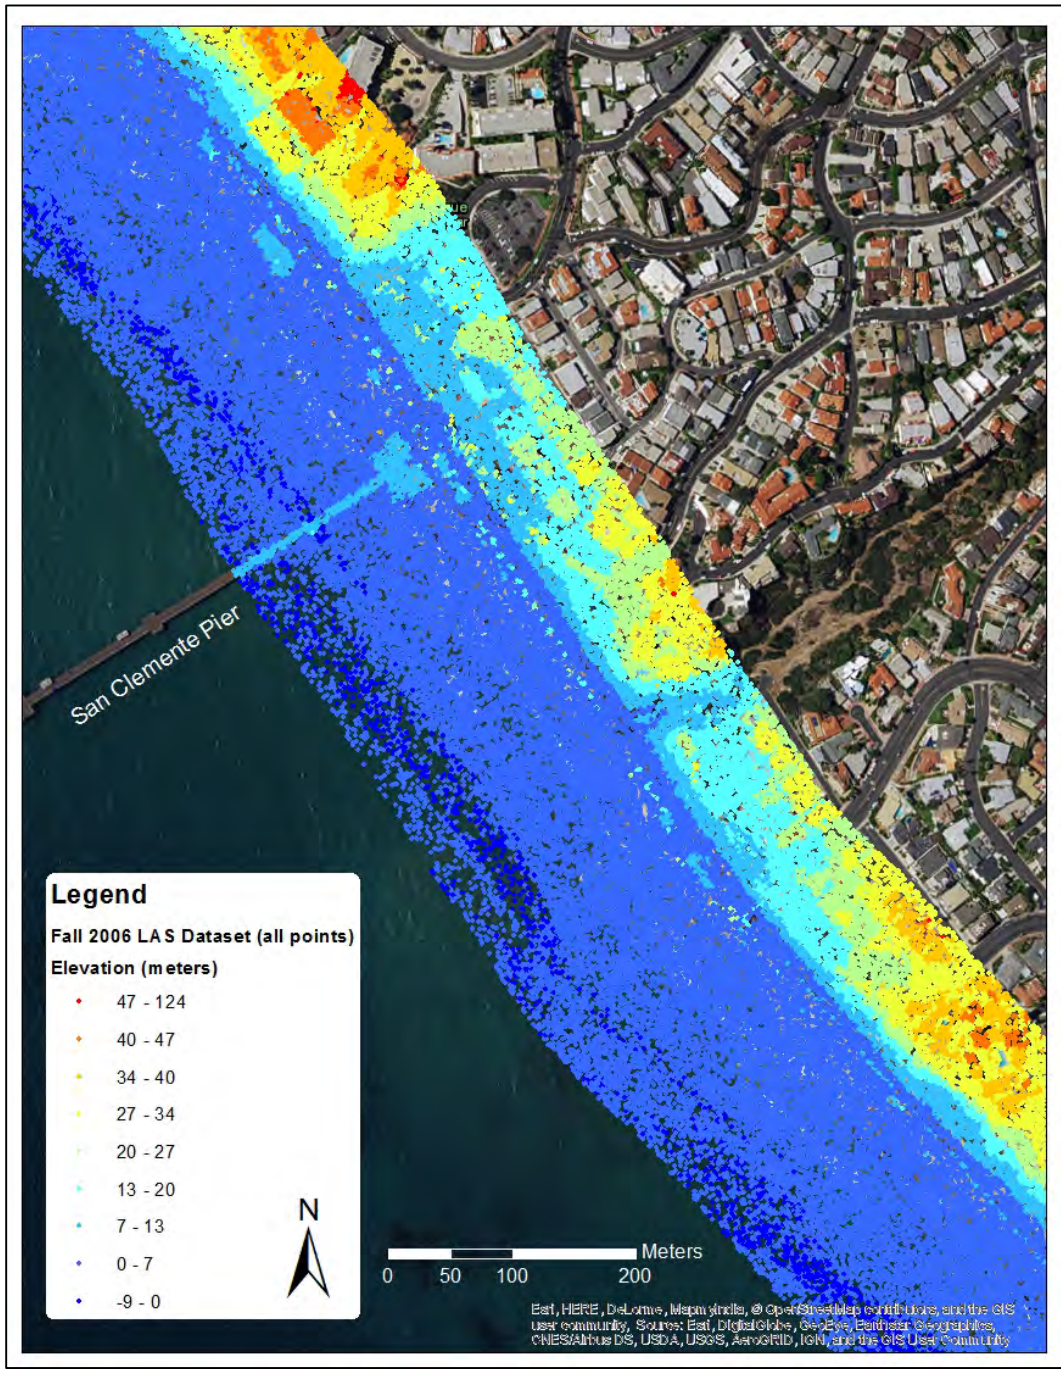 San Clemente Pier
Legend
Fall 2006 LAS Dataset (all points)
Elevation (meters)
47 - 124
40 - 47
34 - 40
27 - 34
20 - 27
13 - 20
7 - 13
0 - 7
-9 - 0
N
Meters
0 50 100 200
Esri, HERE, DeLorme, MapmyIndia, © OpenStreetMap contributors, and the GIS
user community, Source: Esri, DigitalGlobe, GeoEye, Earthstar Geographics,
CNES/Airbus DS, USDA, USGS, AeroGRID, IGN, and the GIS User Community